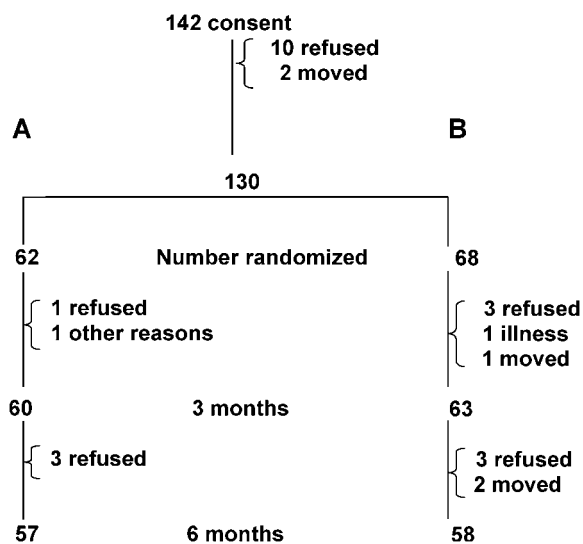 142 consent
10 refused
2 moved
A
B
130
62
Number randomized
68
1 refused
1 other reasons
3 refused
1 illness
1 moved
60
3 months
63
3 refused
3 refused
2 moved
57
6 months
58